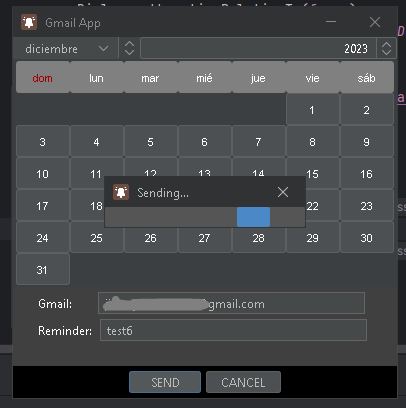 Gmail App
diciembre 2023
dom lun mar mié jue vie sáb
1 2
3 4 5 6 7 8 9
10 11 12 13 14 15 16
Sending...
17 18 22 23
24 25 26 27 28 29 30
31
Gmail: @gmail.com
Reminder: test6
SEND CANCEL